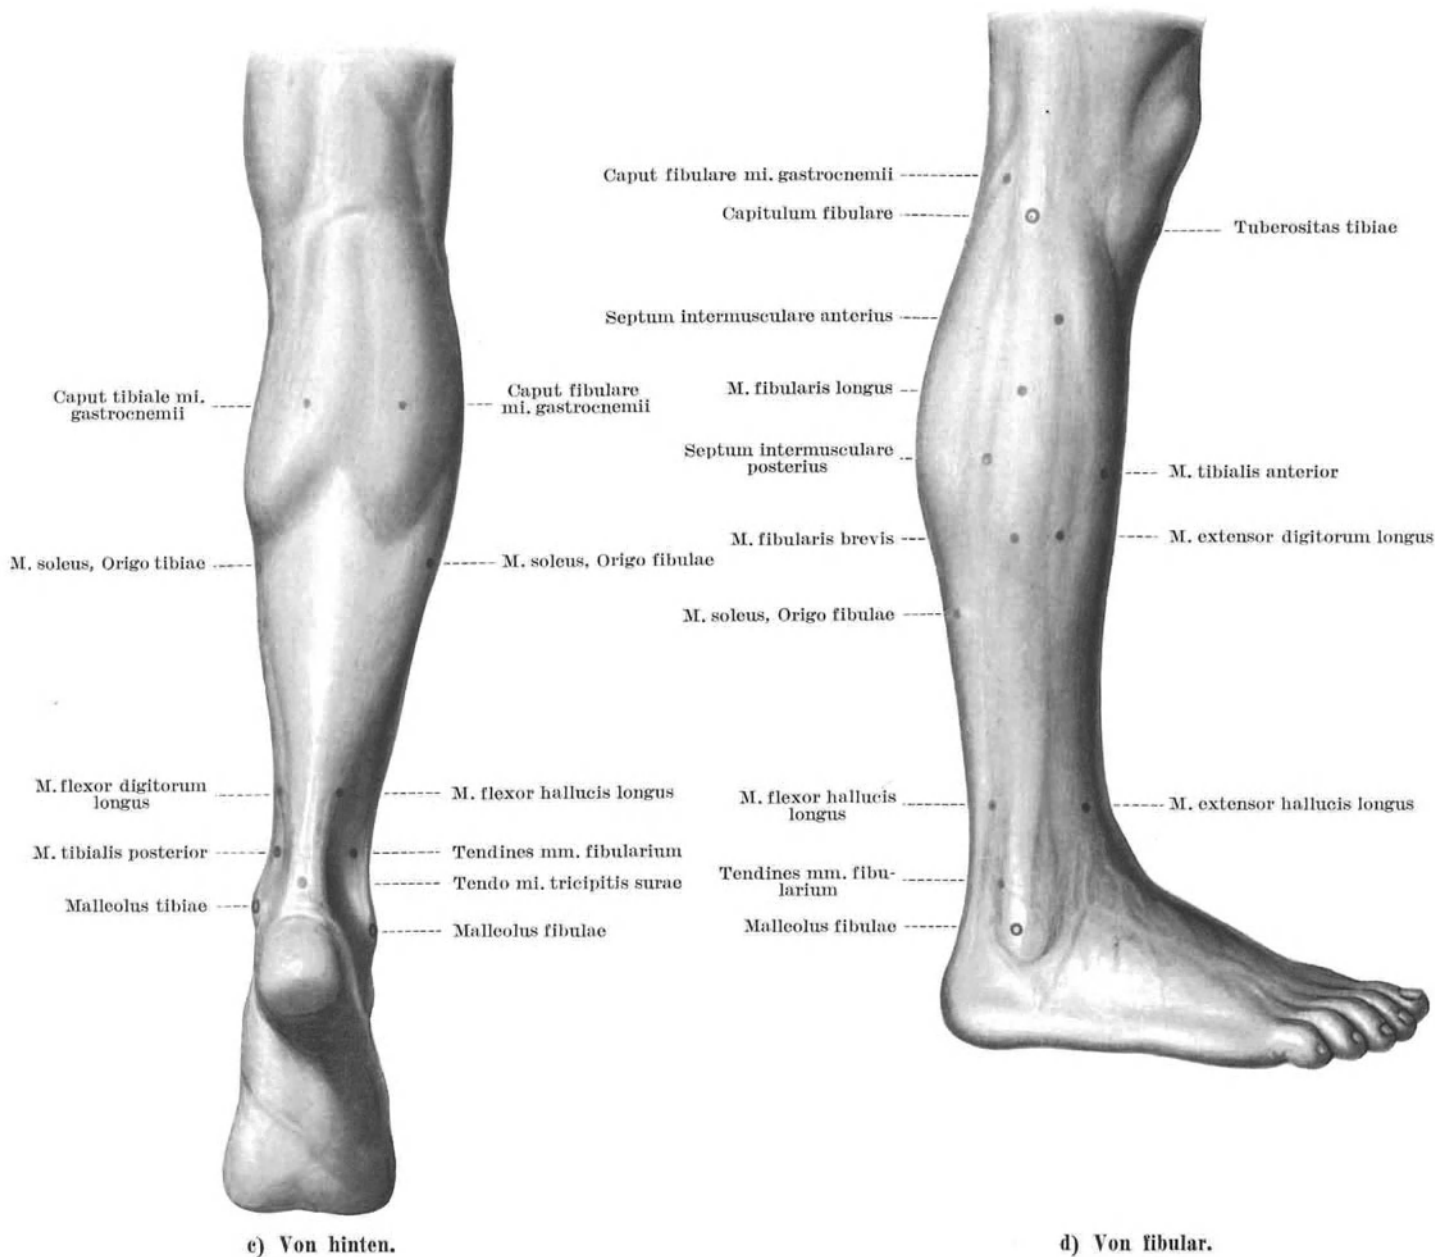 Caput tibiale mi.
gastrocnemii
Caput fibulare
mi. gastrocnemii
M. soleus, Origo tibiae
M. soleus, Origo fibulae
M. flexor digitorum
longus
M. flexor hallucis longus
M. tibialis posterior
Tendines mm. fibularium
Tendo mi. tricipitis surae
Malleolus tibiae
Malleolus fibulae
c) Von hinten.
Caput fibulare mi. gastrocnemii
Capitulum fibulare
Tuberositas tibiae
Septum intermusculare anterius
M. fibularis longus
Septum intermusculare
posterius
M. tibialis anterior
M. fibularis brevis
M. extensor digitorum longus
M. soleus, Origo fibulae
M. flexor hallucis
longus
M. extensor hallucis longus
Tendines mm. fibu-
larium
Malleolus fibulae
d) Von fibular.